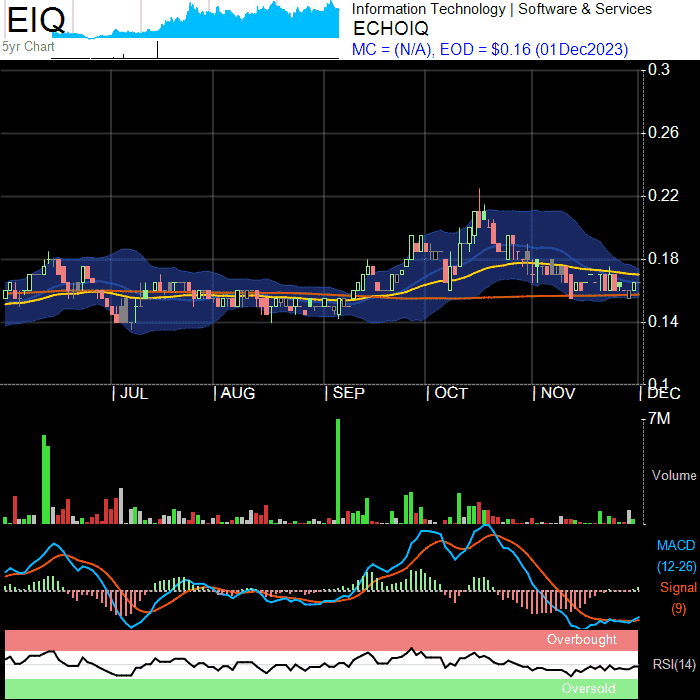 EIQ
5yr Chart
Information Technology | Software & Services
ECHOIQ
MC = (N/A), EOD = $0.16 (01Dec2023)
0.3
0.26
0.22
0.18
0.14
0.1
| JUL | AUG | SEP | OCT | NOV | DEC
7M
Volume
MACD
(12-26)
Signal
(9)
Overbought
RSI(14)
Oversold